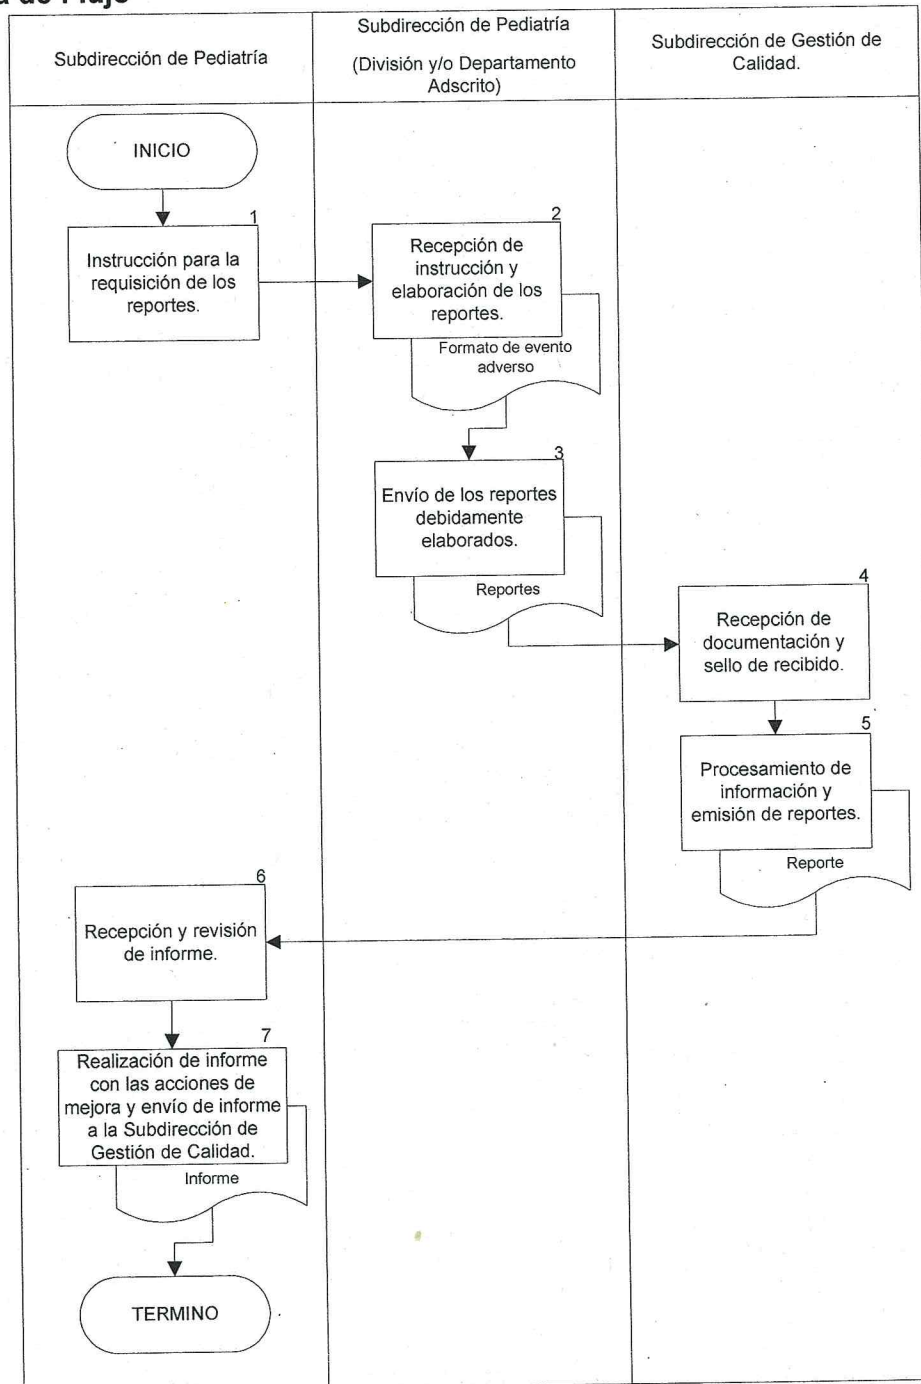 de Flujo
Subdirección de Pediatría
Subdirección de Pediatría
(División y/o Departamento
Adscrito)
Subdirección de Gestión de
Calidad.
INICIO
1
Instrucción para la
requisición de los
reportes.
2
Recepción de
instrucción y
elaboración de los
reportes.
Formato de evento
adverso
3
Envío de los reportes
debidamente
elaborados.
Reportes
4
Recepción de
documentación y
sello de recibido.
5
Procesamiento de
información y
emisión de reportes.
Reporte
6
Recepción y revisión
de informe.
7
Realización de informe
con las acciones de
mejora y envío de informe
a la Subdirección de
Gestión de Calidad.
Informe
TERMINO